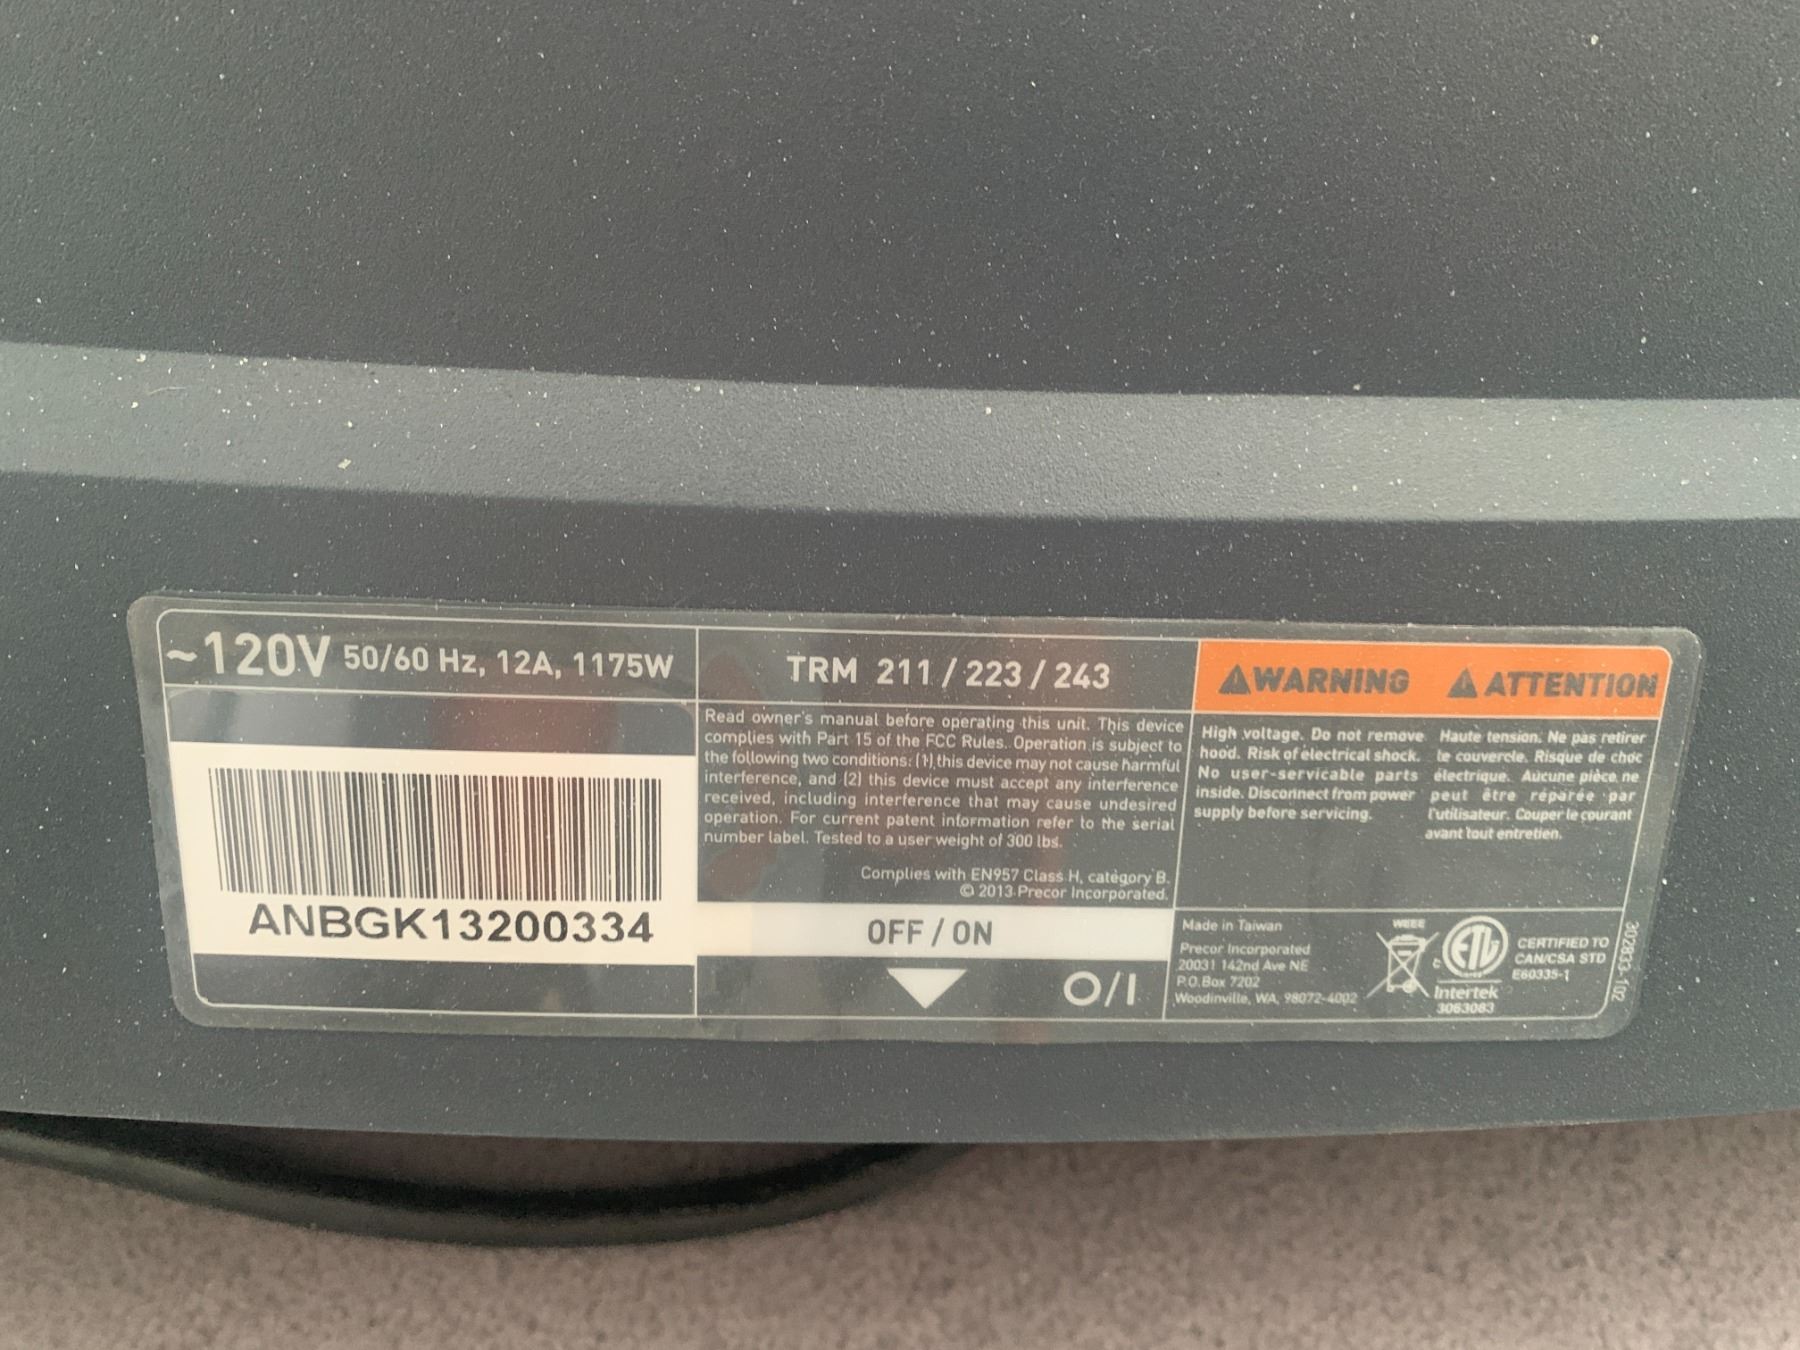 ~120V 50/60 Hz, 12A, 1175W
ANBGK13200334
TRM 211 / 223 / 243
Read owner's manual before operating this unit. This device
complies with Part 15 of the FCC Rules. Operation is subject to
the following two conditions: (1) this device may not cause harmful
interference, and (2) this device must accept any interference
received, including interference that may cause undesired
operation. For current patent information refer to the serial
number label. Tested to a user weight of 300 lbs.
Complies with EN957 Class H, category B.
© 2013 Precor Incorporated.
OFF / ON
O/I
WARNING
High voltage. Do not remove
hood. Risk of electrical shock.
No user-servicable parts
inside. Disconnect from power
supply before servicing.
ATTENTION
Haute tension. Ne pas retirer
le couvercle. Risque de choc
électrique. Aucune pièce ne
peut être réparée par
l'utilisateur. Couper le courant
avant tout entretien.
Made in Taiwan
Precor Incorporated
20031 142nd Ave NE
P.O.Box 7202
Woodinville, WA, 98072-4002
WEEE
c ETL
Intertek
3063083
CERTIFIED TO
CAN/CSA STD
E60335-1
302833-102